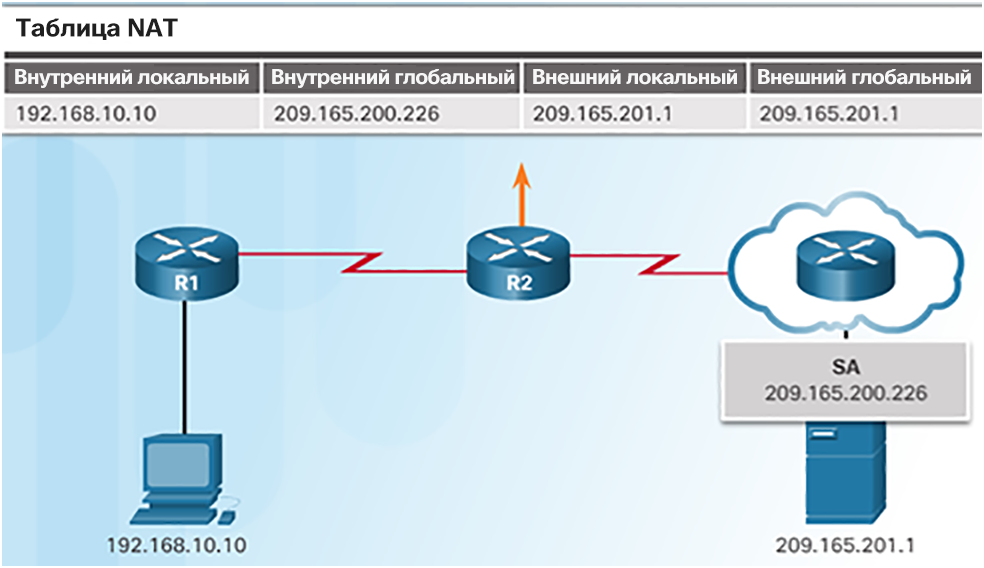 Таблица NAT
Внутренний локальный Внутренний глобальный Внешний локальный Внешний глобальный
192.168.10.10 209.165.200.226 209.165.201.1 209.165.201.1
R1 R2
SA
209.165.200.226
192.168.10.10 209.165.201.1